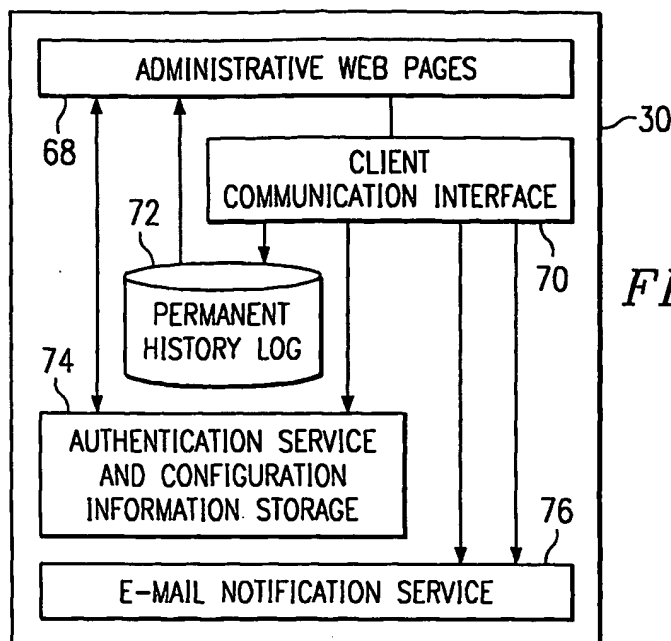 ADMINISTRATIVE WEB PAGES
68
30
CLIENT
COMMUNICATION INTERFACE
72
70
PERMANENT
HISTORY LOG
74
AUTHENTICATION SERVICE
AND CONFIGURATION
INFORMATION STORAGE
76
E-MAIL NOTIFICATION SERVICE